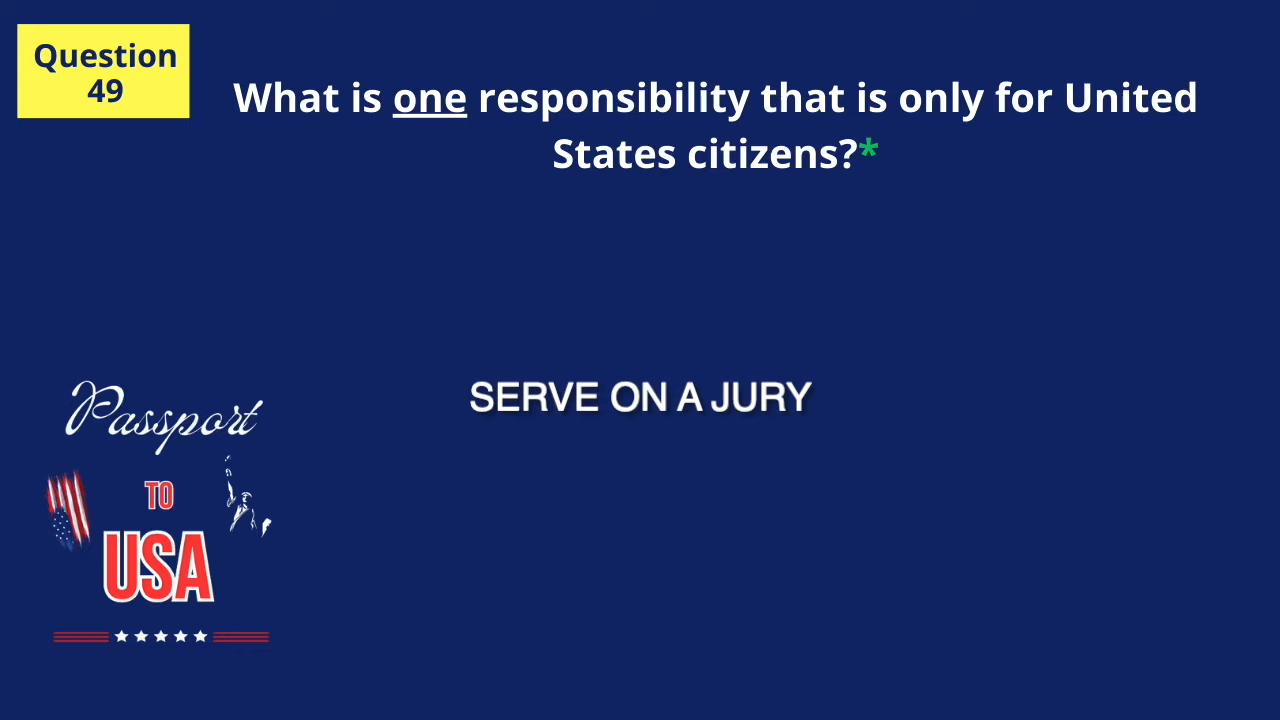 Question
49
What is one responsibility that is only for United
States citizens?*
SERVE ON A JURY
Passport
TO
USA